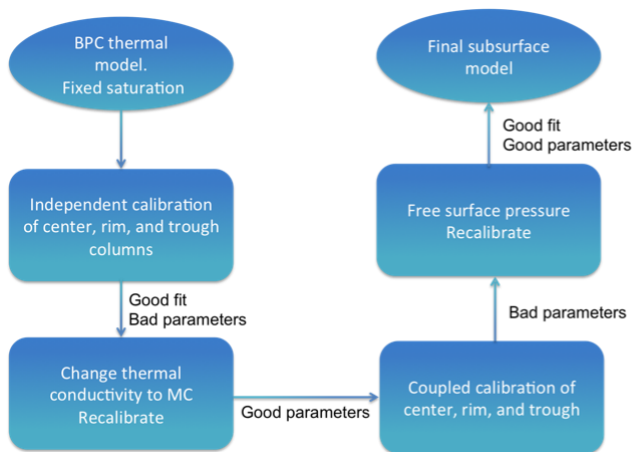 BPC thermal
model.
Fixed saturation
Independent calibration
of center, rim, and trough
columns
Good fit
Bad parameters
Change thermal
conductivity to MC
Recalibrate
Good parameters
Coupled calibration of
center, rim, and trough
Bad parameters
Free surface pressure
Recalibrate
Good fit
Good parameters
Final subsurface
model